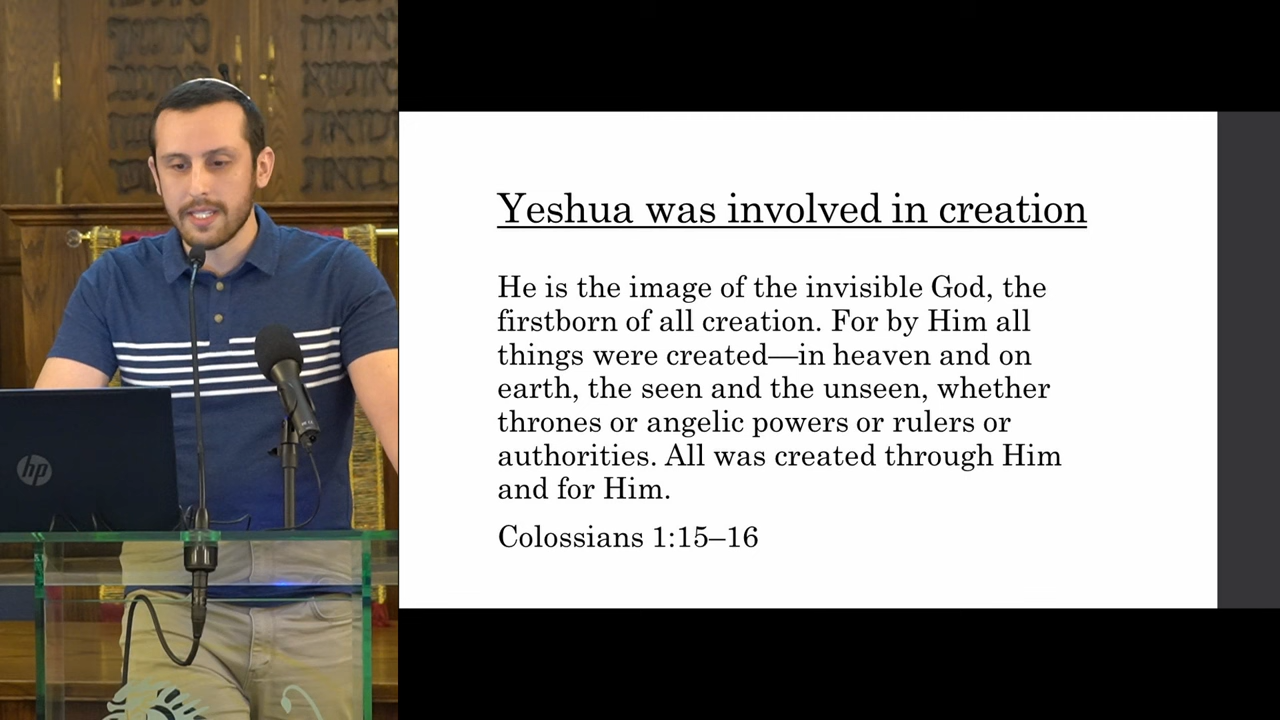 Yeshua was involved in creation
He is the image of the invisible God, the
firstborn of all creation. For by Him all
things were created—in heaven and on
earth, the seen and the unseen, whether
thrones or angelic powers or rulers or
authorities. All was created through Him
and for Him.
Colossians 1:15–16
hp